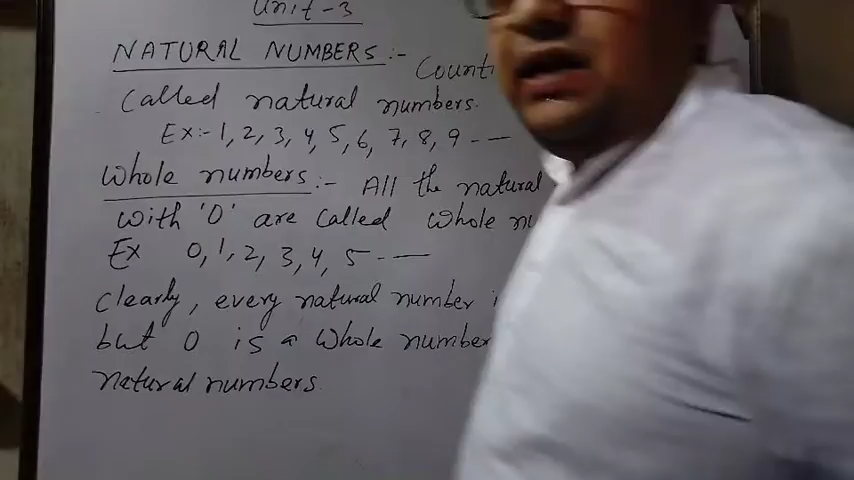 Unit-3
NATURAL NUMBERS:-
Called natural numbers.
Ex:- 1, 2, 3, 4, 5, 6, 7, 8, 9 - —
Whole numbers:- All the natural
with '0' are called whole
Ex 0, 1, 2, 3, 4, 5 - —
Clearly, every natural number
but 0 is a whole number
natural numbers.